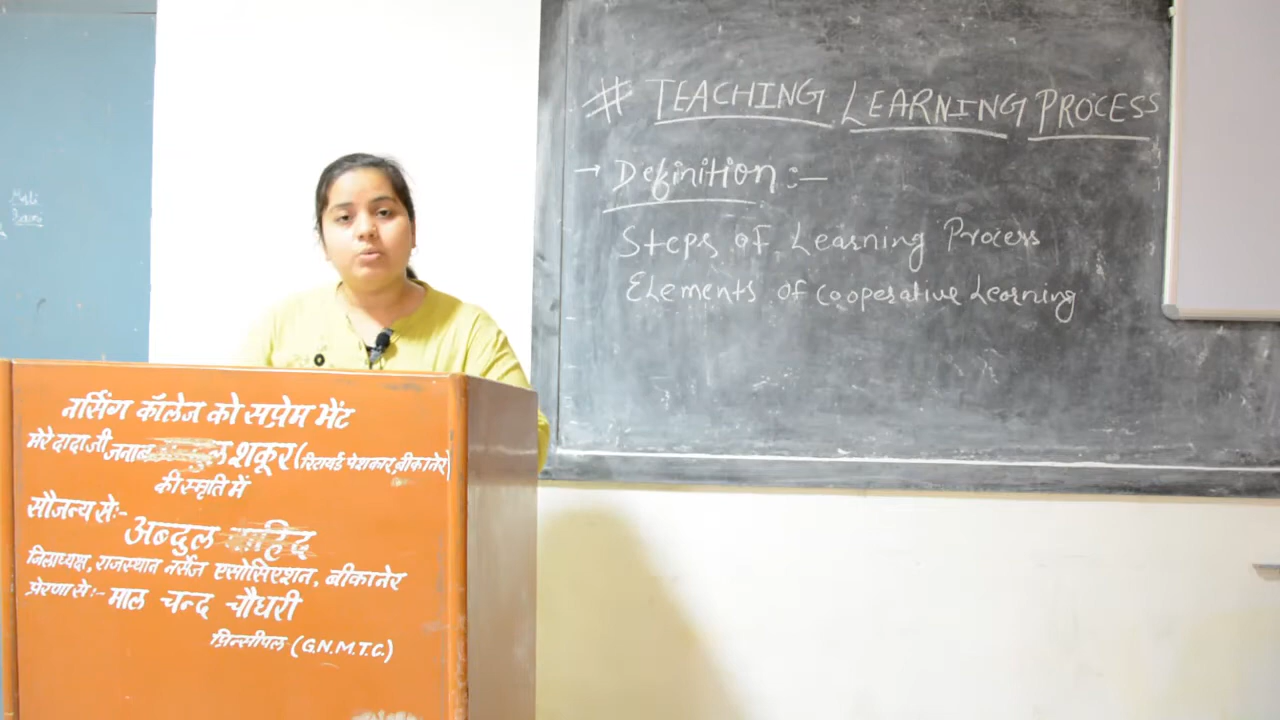 # TEACHING LEARNING PROCESS
→ Definition :—
Steps of Learning Process
Elements of cooperative Learning
नर्सिंग कॉलेज को सप्रेम भेंट
मेरे दादाजी जनाब शकूर (रिटायर्ड पेशकार, बीकानेर)
की स्मृति में
सौजन्य से:-
अब्दुल
जिलाध्यक्ष, राजस्थान नर्सेज एसोसिएशन, बीकानेर
प्रेरणा से:- माल चन्द चौधरी
प्रिन्सीपल (G.N.M.T.C.)